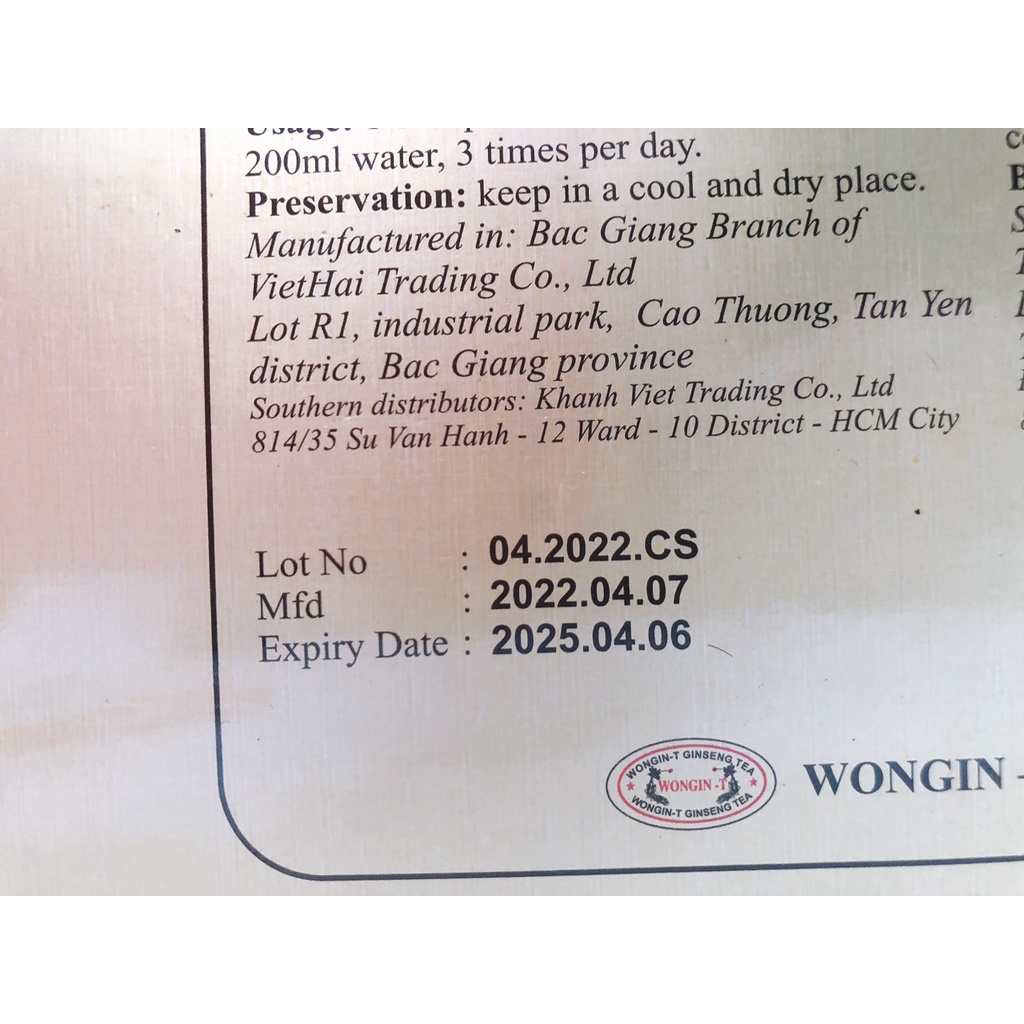 Usage:
200ml water, 3 times per day.
Preservation: keep in a cool and dry place.
Manufactured in: Bac Giang Branch of
VietHai Trading Co., Ltd
Lot R1, industrial park, Cao Thuong, Tan Yen
district, Bac Giang province
Southern distributors: Khanh Viet Trading Co., Ltd
814/35 Su Van Hanh - 12 Ward - 10 District - HCM City
Lot No : 04.2022.CS
Mfd : 2022.04.07
Expiry Date : 2025.04.06
WONGIN-T GINSENG TEA
WONGIN -T
WONGIN-T GINSENG TEA
WONGIN -